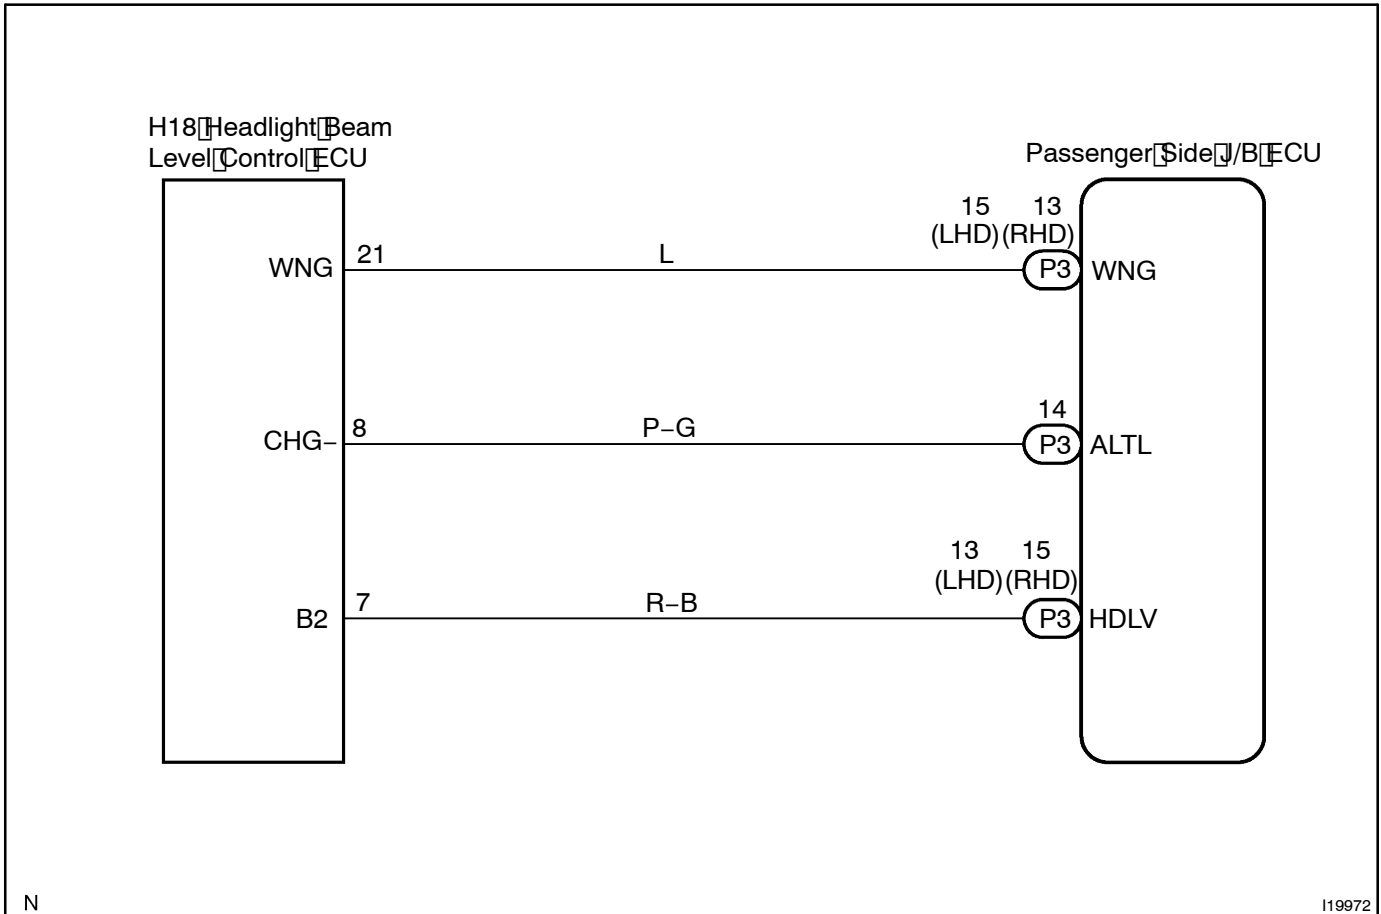 H18 Headlight Beam
Level Control ECU
Passenger Side J/B ECU
15 13
(LHD)(RHD)
WNG 21 L P3 WNG
14
CHG− 8 P−G P3 ALTL
13 15
(LHD)(RHD)
B2 7 R−B P3 HDLV
N I19972